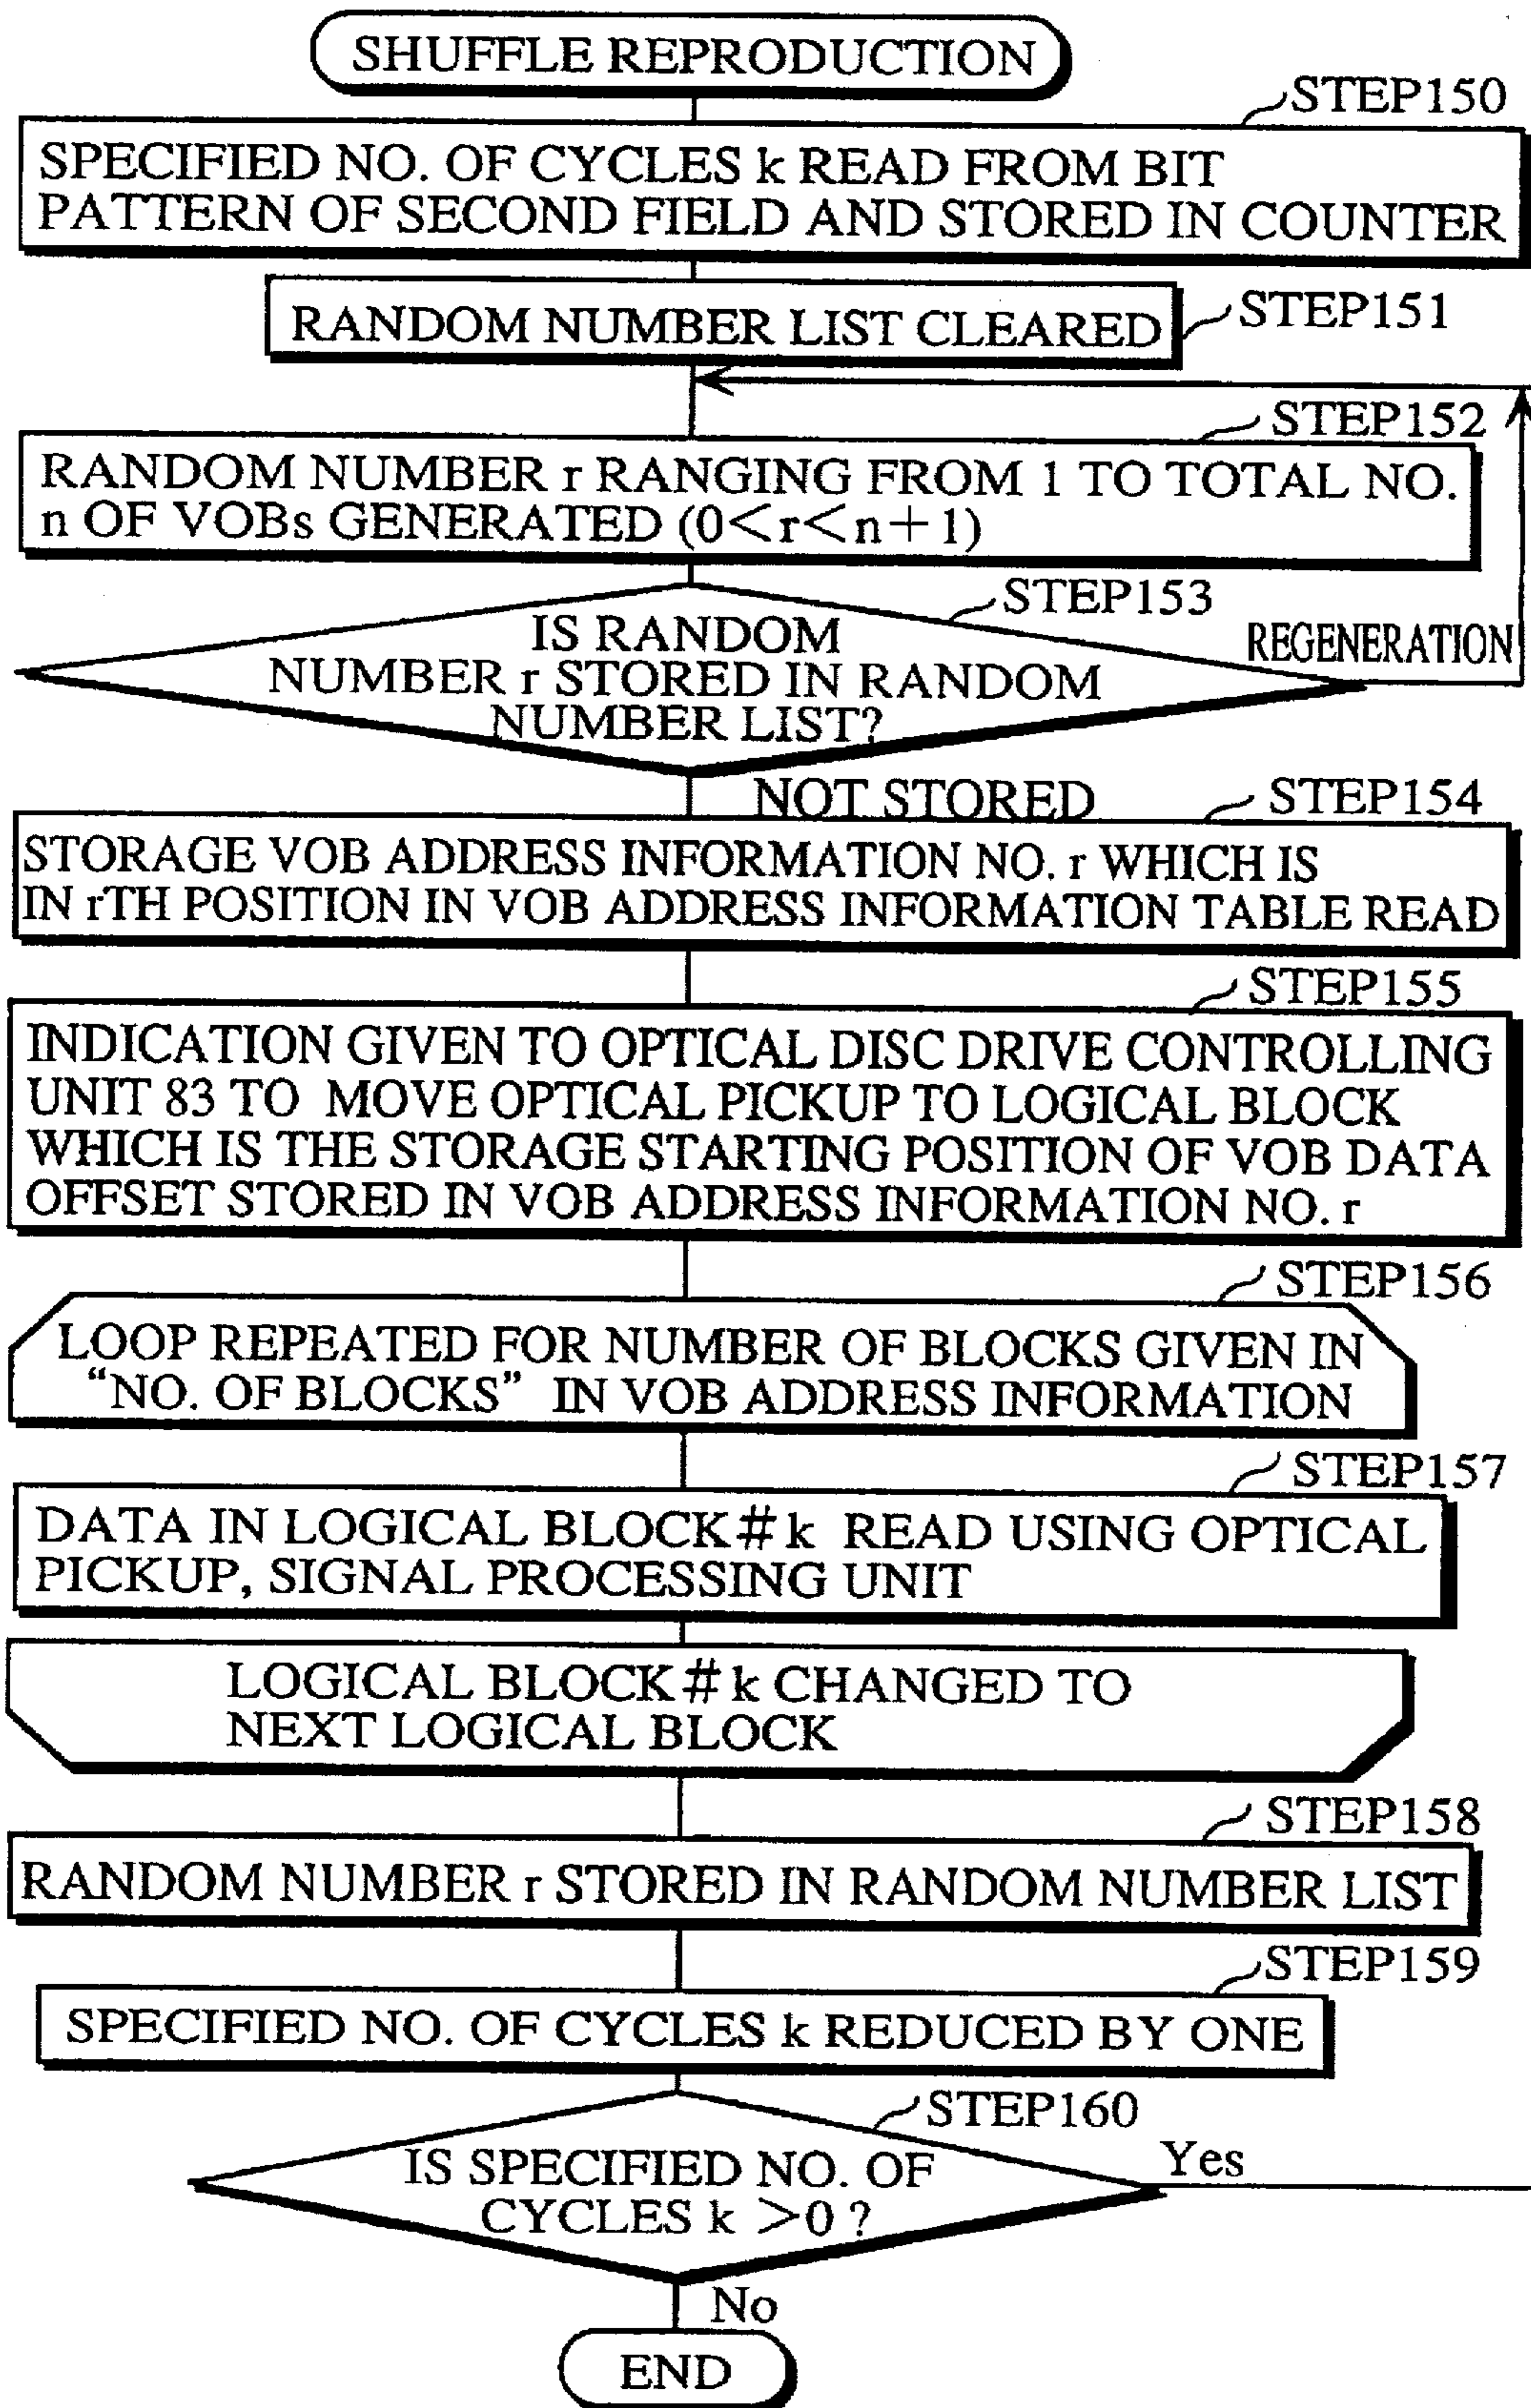 SHUFFLE REPRODUCTION
STEP150
SPECIFIED NO. OF CYCLES k READ FROM BIT
PATTERN OF SECOND FIELD AND STORED IN COUNTER
RANDOM NUMBER LIST CLEARED
STEP151
STEP152
RANDOM NUMBER r RANGING FROM 1 TO TOTAL NO.
n OF VOBs GENERATED (0<r<n+1)
STEP153
IS RANDOM
NUMBER r STORED IN RANDOM
NUMBER LIST?
REGENERATION
NOT STORED
STEP154
STORAGE VOB ADDRESS INFORMATION NO. r WHICH IS
IN rTH POSITION IN VOB ADDRESS INFORMATION TABLE READ
STEP155
INDICATION GIVEN TO OPTICAL DISC DRIVE CONTROLLING
UNIT 83 TO MOVE OPTICAL PICKUP TO LOGICAL BLOCK
WHICH IS THE STORAGE STARTING POSITION OF VOB DATA
OFFSET STORED IN VOB ADDRESS INFORMATION NO. r
STEP156
LOOP REPEATED FOR NUMBER OF BLOCKS GIVEN IN
“NO. OF BLOCKS” IN VOB ADDRESS INFORMATION
STEP157
DATA IN LOGICAL BLOCK#k READ USING OPTICAL
PICKUP, SIGNAL PROCESSING UNIT
LOGICAL BLOCK#k CHANGED TO
NEXT LOGICAL BLOCK
STEP158
RANDOM NUMBER r STORED IN RANDOM NUMBER LIST
STEP159
SPECIFIED NO. OF CYCLES k REDUCED BY ONE
STEP160
IS SPECIFIED NO. OF
CYCLES k >0 ?
Yes
No
END